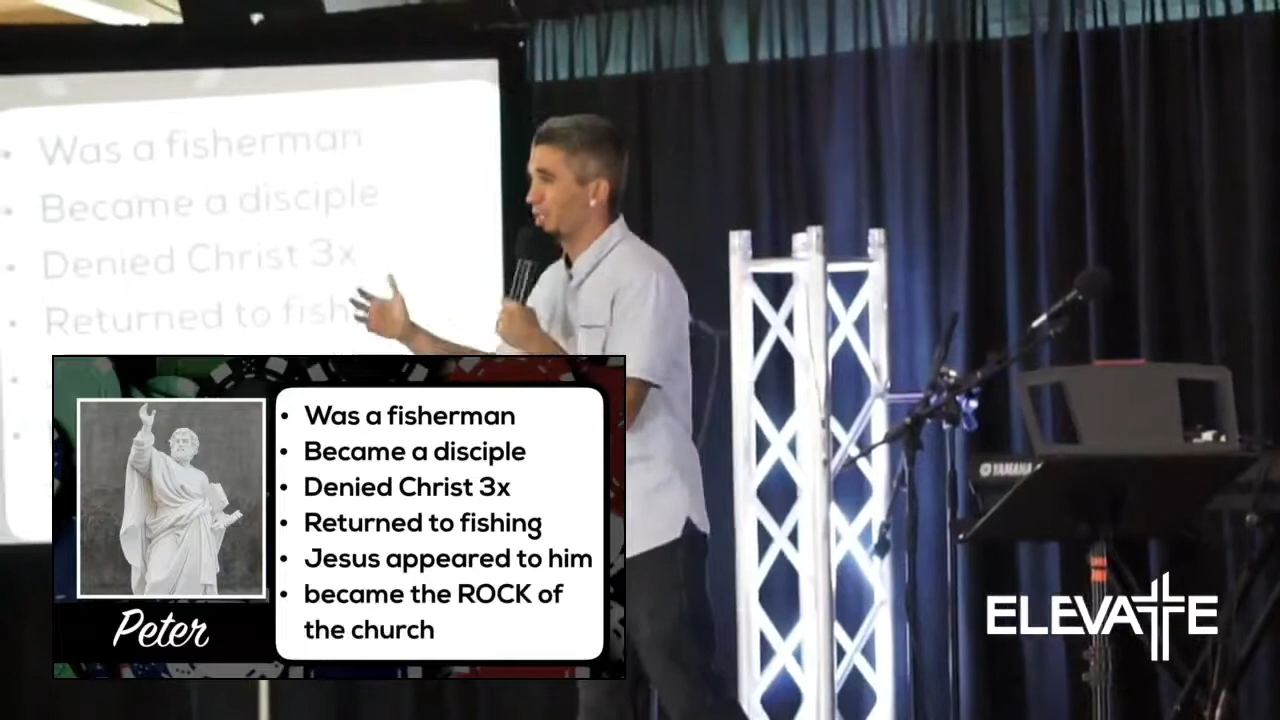 Was a fisherman
Became a disciple
Denied Christ 3x
Returned to fish
• Was a fisherman
• Became a disciple
• Denied Christ 3x
• Returned to fishing
• Jesus appeared to him
• became the ROCK of
the church
Peter
YAMAHA
ELEVATE